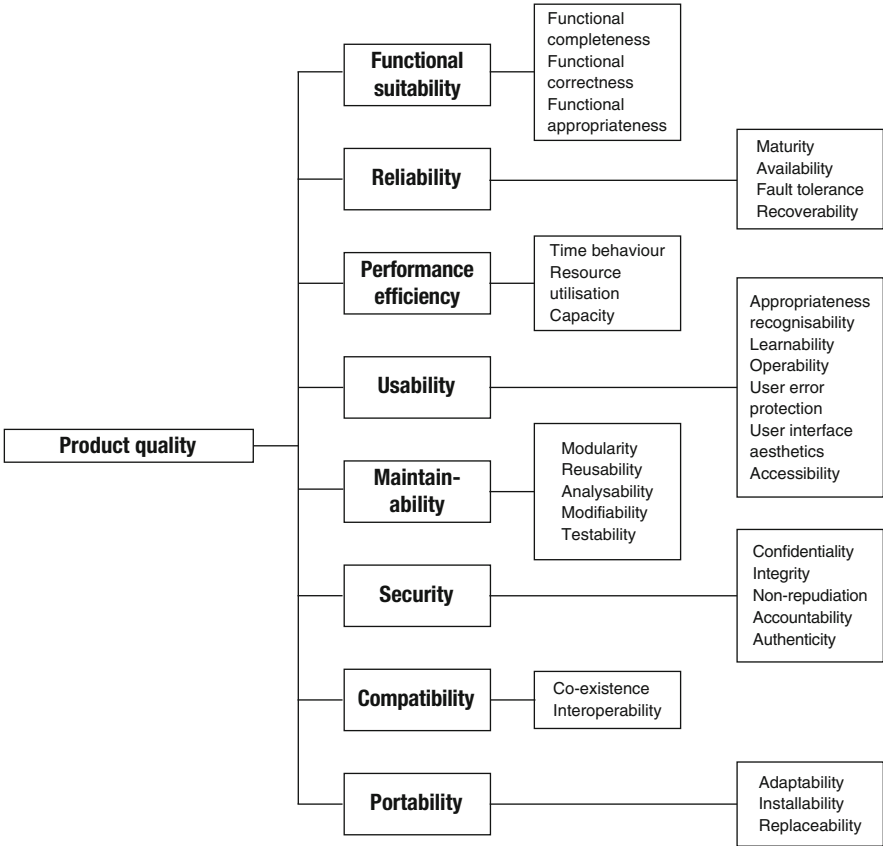 Product quality
Functional
suitability
Functional
completeness
Functional
correctness
Functional
appropriateness
Reliability
Maturity
Availability
Fault tolerance
Recoverability
Performance
efficiency
Time behaviour
Resource
utilisation
Capacity
Usability
Appropriateness
recognisability
Learnability
Operability
User error
protection
User interface
aesthetics
Accessibility
Maintain-
ability
Modularity
Reusability
Analysability
Modifiability
Testability
Security
Confidentiality
Integrity
Non-repudiation
Accountability
Authenticity
Compatibility
Co-existence
Interoperability
Portability
Adaptability
Installability
Replaceability